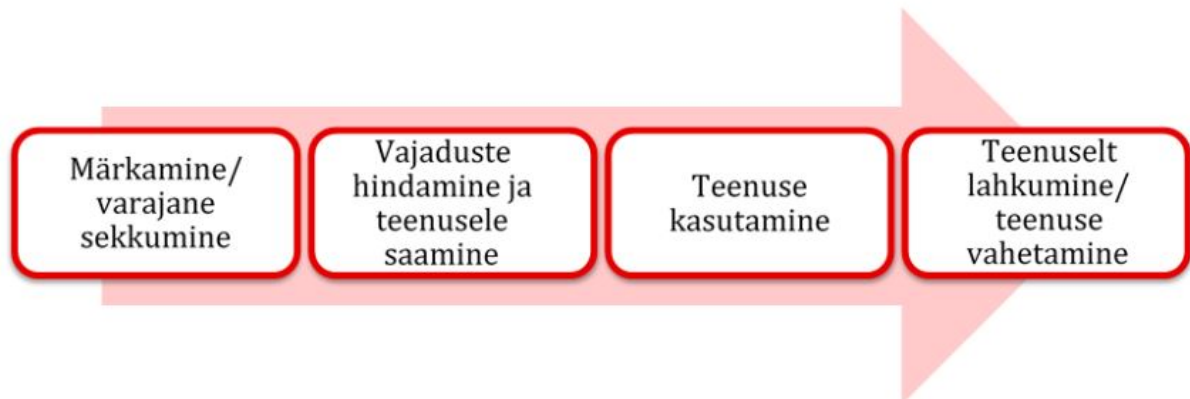 Märkamine/
varajane
sekkumine
Vajaduste
hindamine ja
teenusele
saamine
Teenuse
kasutamine
Teenuselt
lahkumine/
teenuse
vahetamine